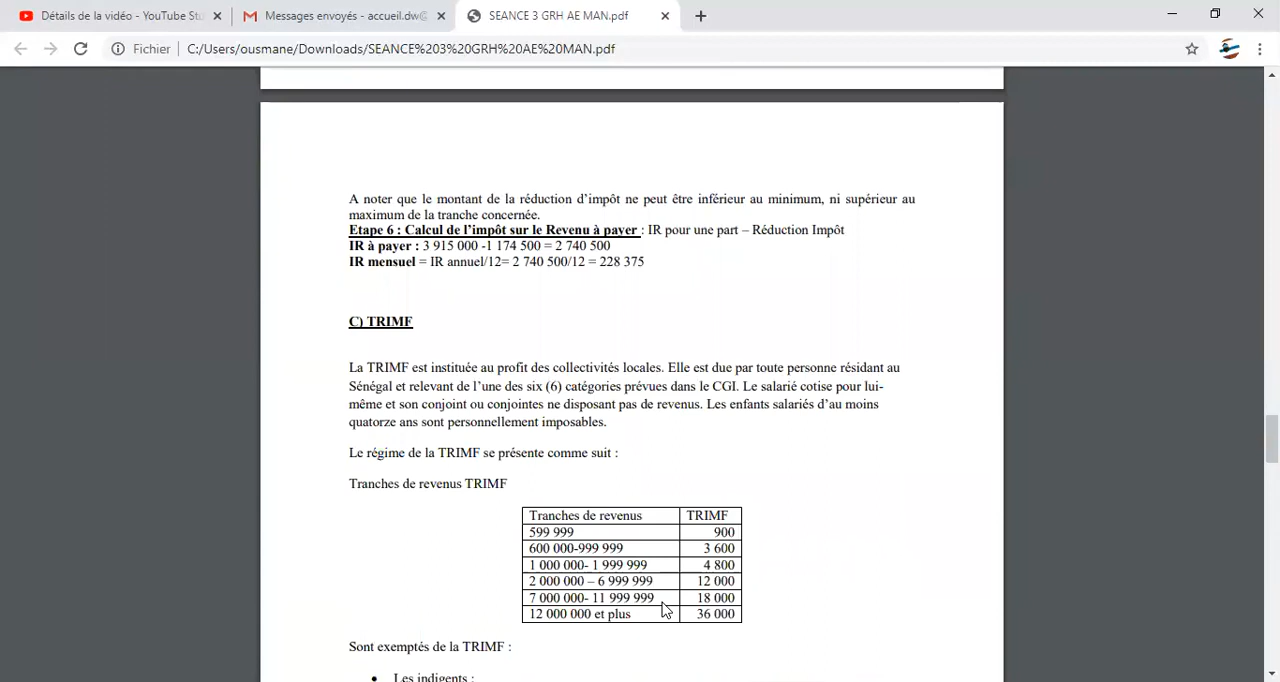 Détails de la vidéo - YouTube Stu
Messages envoyés - accueil.dw@
SEANCE 3 GRH AE MAN.pdf
Fichier
C:/Users/ousmane/Downloads/SEANCE%203%20GRH%20AE%20MAN.pdf
A noter que le montant de la réduction d’impôt ne peut être inférieur au minimum, ni supérieur au
maximum de la tranche concernée.
Etape 6 : Calcul de l’impôt sur le Revenu à payer : IR pour une part – Réduction Impôt
IR à payer : 3 915 000 -1 174 500 = 2 740 500
IR mensuel = IR annuel/12= 2 740 500/12 = 228 375
C) TRIMF
La TRIMF est instituée au profit des collectivités locales. Elle est due par toute personne résidant au
Sénégal et relevant de l’une des six (6) catégories prévues dans le CGI. Le salarié cotise pour lui-
même et son conjoint ou conjointes ne disposant pas de revenus. Les enfants salariés d’au moins
quatorze ans sont personnellement imposables.
Le régime de la TRIMF se présente comme suit :
Tranches de revenus TRIMF
Tranches de revenus TRIMF
599 999 900
600 000-999 999 3 600
1 000 000- 1 999 999 4 800
2 000 000 – 6 999 999 12 000
7 000 000- 11 999 999 18 000
12 000 000 et plus 36 000
Sont exemptés de la TRIMF :
• Les indigents ;